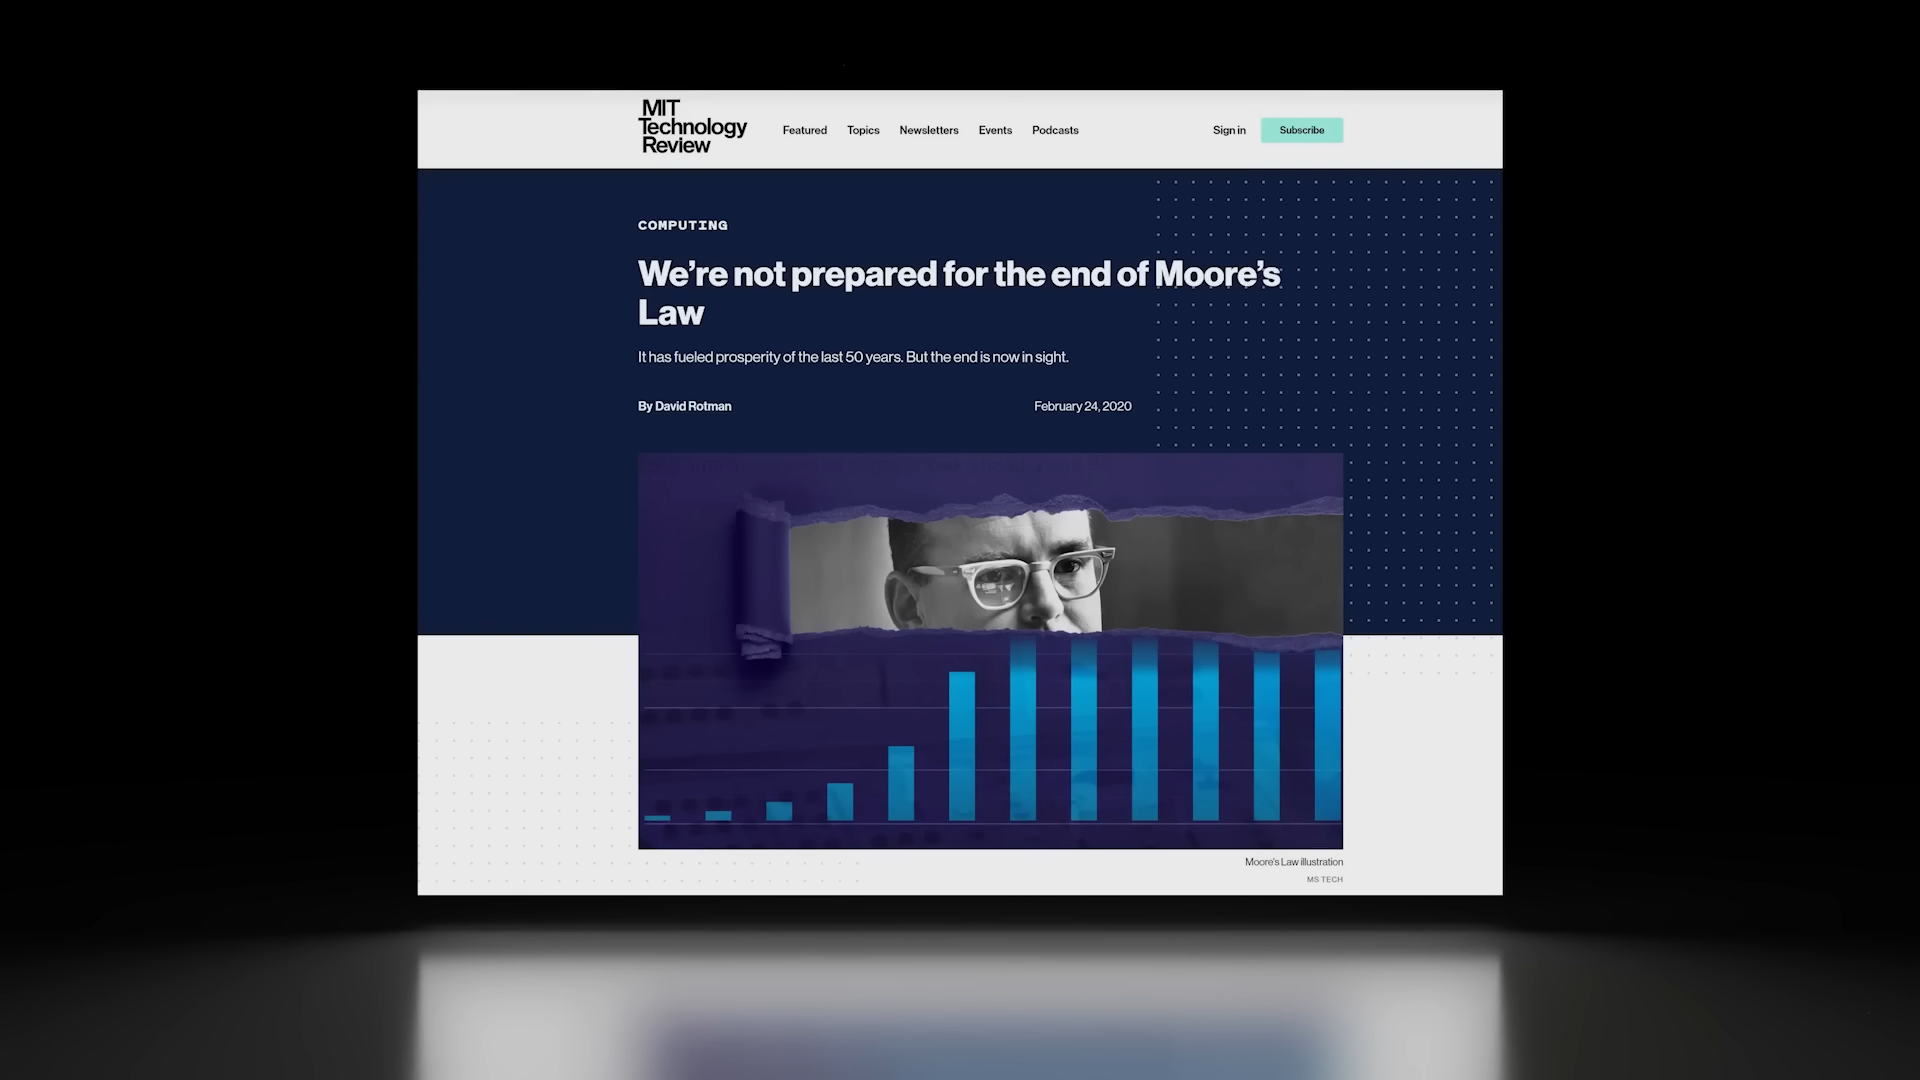 MIT
Technology
Review
Featured
Topics
Newsletters
Events
Podcasts
Sign in
Subscribe
COMPUTING
We’re not prepared for the end of Moore’s
Law
It has fueled prosperity of the last 50 years. But the end is now in sight.
By David Rotman
February 24, 2020
Moore's Law illustration
MS TECH